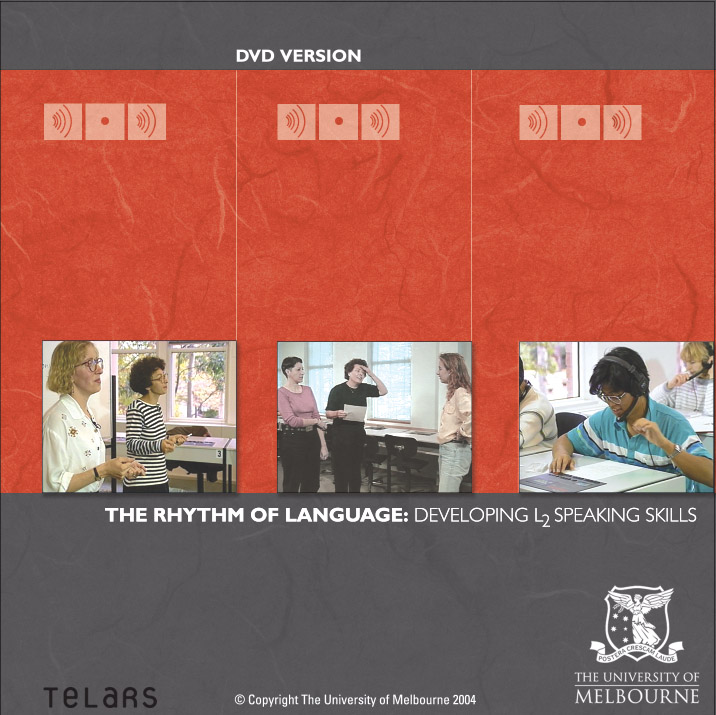 DVD VERSION
3
THE RHYTHM OF LANGUAGE: DEVELOPING L2 SPEAKING SKILLS
POSTERA CRESCAM LAUDE
THE UNIVERSITY OF
MELBOURNE
TeLARS
© Copyright The University of Melbourne 2004